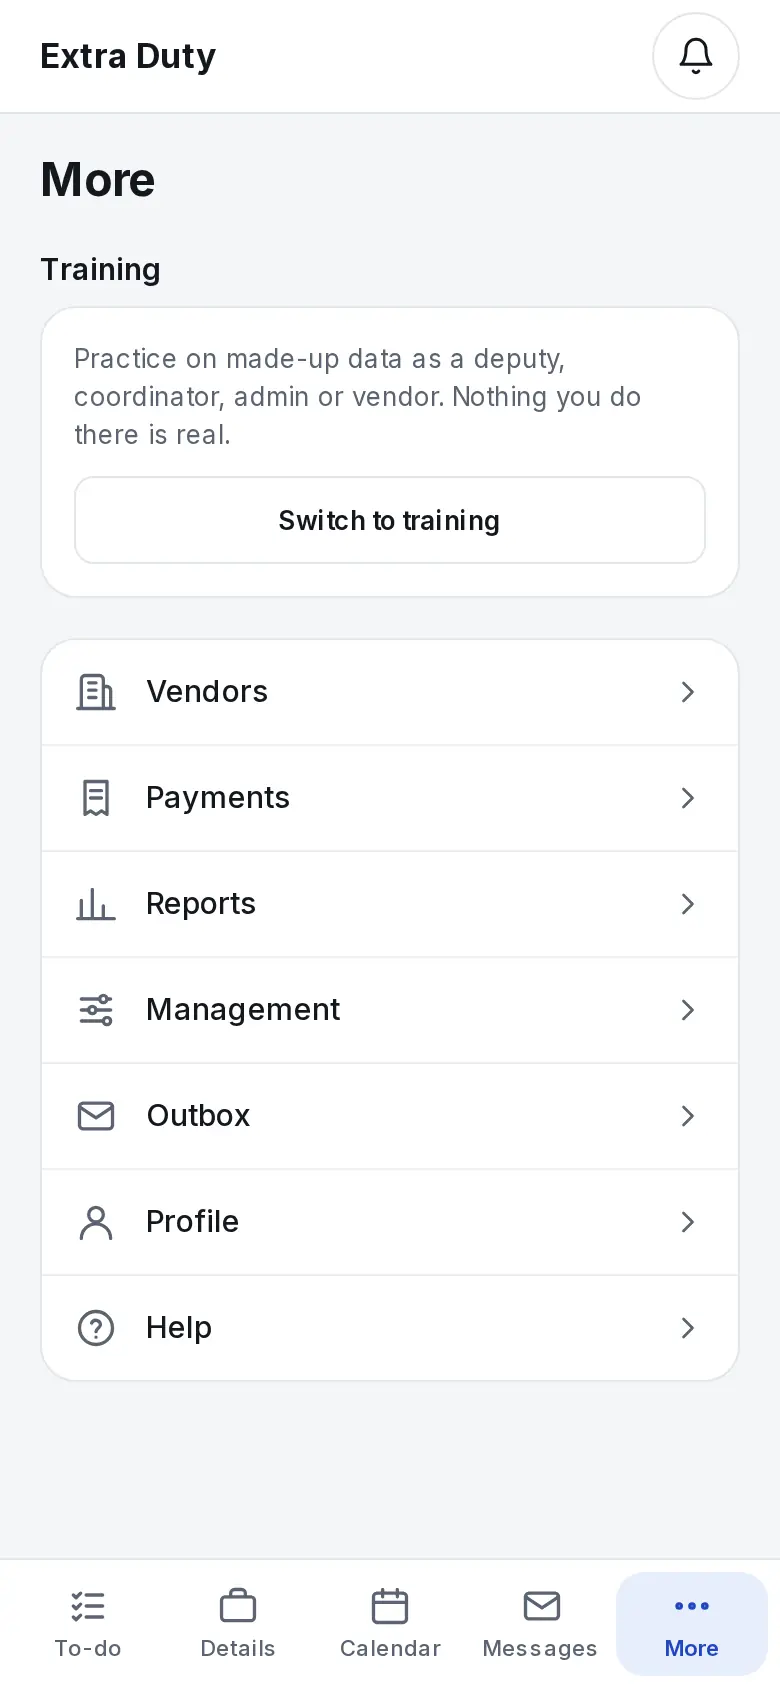 Extra Duty
More
Training
Practice on made-up data as a deputy,
coordinator, admin or vendor. Nothing you do
there is real.
Switch to training
Vendors
Payments
Reports
Management
Outbox
Profile
Help
To-do
Details
Calendar
Messages
More